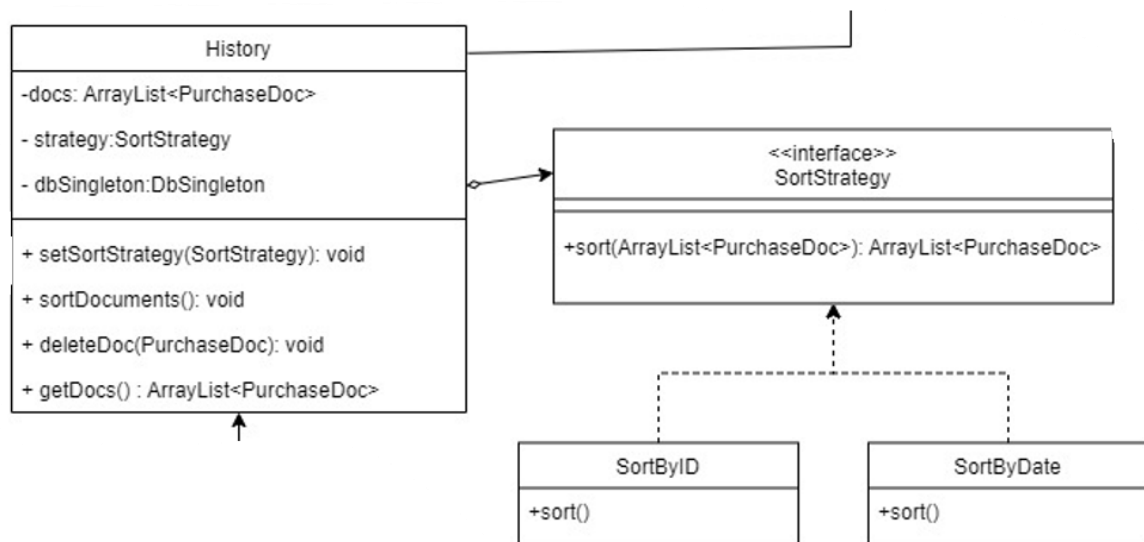 History
-docs: ArrayList<PurchaseDoc>
- strategy:SortStrategy
- dbSingleton:DbSingleton
+ setSortStrategy(SortStrategy): void
+ sortDocuments(): void
+ deleteDoc(PurchaseDoc): void
+ getDocs() : ArrayList<PurchaseDoc>
<<interface>>
SortStrategy
+sort(ArrayList<PurchaseDoc>): ArrayList<PurchaseDoc>
SortByID
+sort()
SortByDate
+sort()